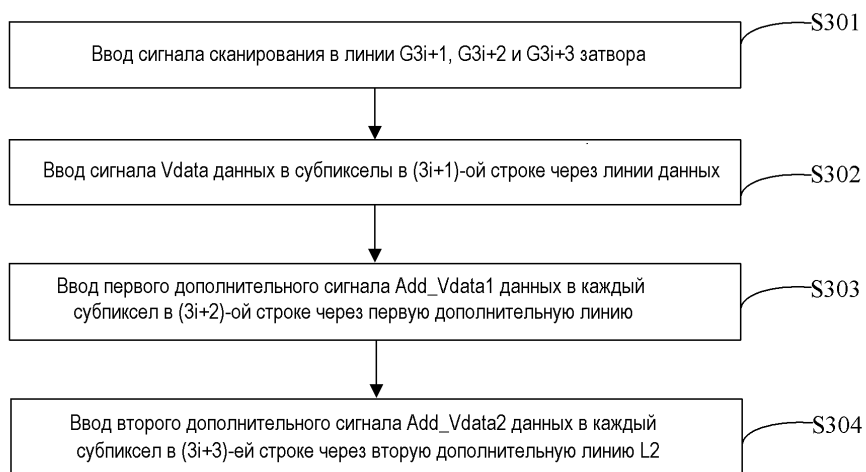 S301
Ввод сигнала сканирования в линии G3i+1, G3i+2 и G3i+3 затвора
Ввод сигнала Vdata данных в субпикселы в (3i+1)-ой строке через линии данных
S302
Ввод первого дополнительного сигнала Add_Vdata1 данных в каждый
субпиксел в (3i+2)-ой строке через первую дополнительную линию
S303
Ввод второго дополнительного сигнала Add_Vdata2 данных в каждый
субпиксел в (3i+3)-ей строке через вторую дополнительную линию L2
S304